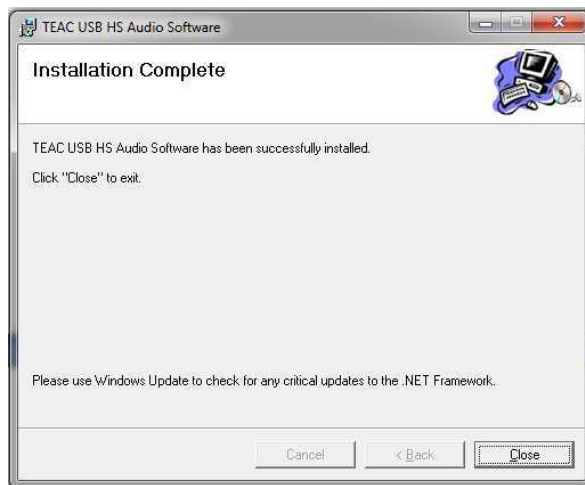 TEAC USB HS Audio Software
Installation Complete
TEAC USB HS Audio Software has been successfully installed.
Click "Close" to exit.
Please use Windows Update to check for any critical updates to the .NET Framework.
Cancel
< Back
Close